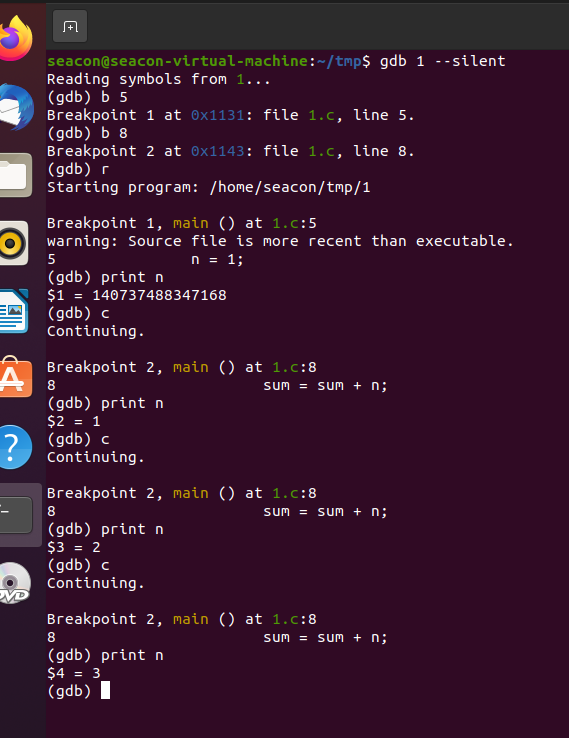 seacon@seacon-virtual-machine:~/tmp$ gdb 1 --silent
Reading symbols from 1...
(gdb) b 5
Breakpoint 1 at 0x1131: file 1.c, line 5.
(gdb) b 8
Breakpoint 2 at 0x1143: file 1.c, line 8.
(gdb) r
Starting program: /home/seacon/tmp/1

Breakpoint 1, main () at 1.c:5
warning: Source file is more recent than executable.
5               n = 1;
(gdb) print n
$1 = 140737488347168
(gdb) c
Continuing.

Breakpoint 2, main () at 1.c:8
8                       sum = sum + n;
(gdb) print n
$2 = 1
(gdb) c
Continuing.

Breakpoint 2, main () at 1.c:8
8                       sum = sum + n;
(gdb) print n
$3 = 2
(gdb) c
Continuing.

Breakpoint 2, main () at 1.c:8
8                       sum = sum + n;
(gdb) print n
$4 = 3
(gdb)
DVD